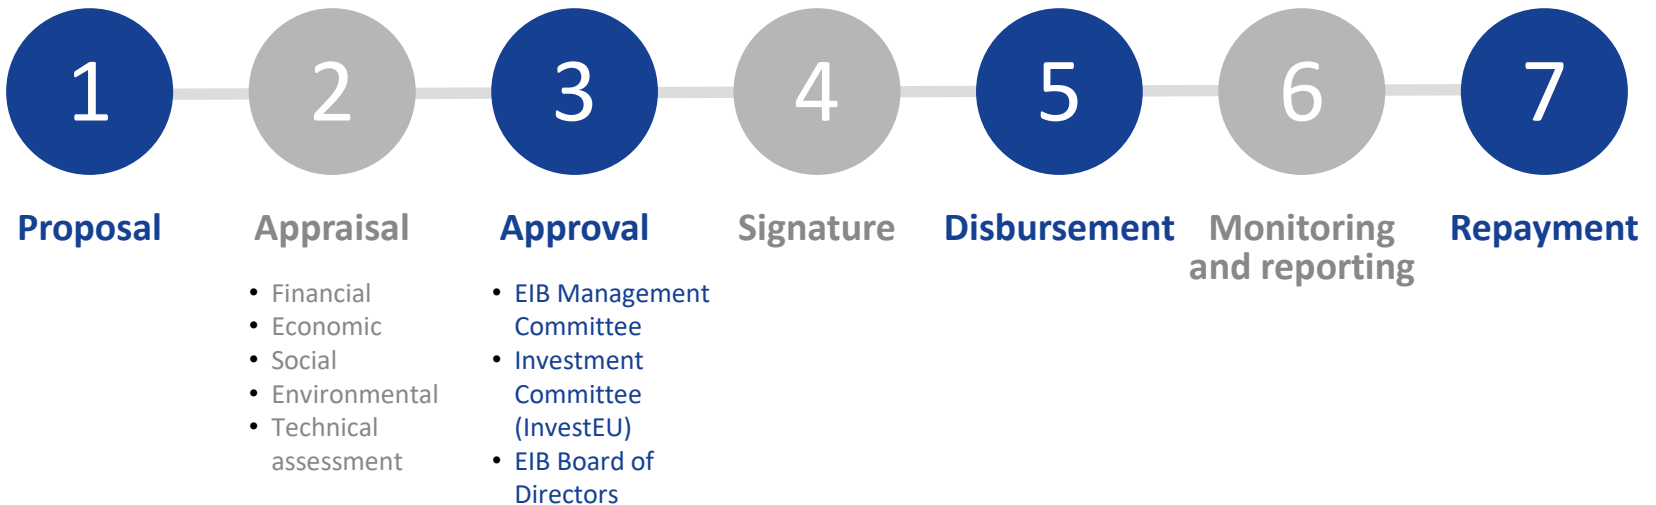 1 2 3 4 5 6 7
Proposal
Appraisal
• Financial
• Economic
• Social
• Environmental
• Technical
assessment
Approval
• EIB Management
Committee
• Investment
Committee
(InvestEU)
• EIB Board of
Directors
Signature
Disbursement
Monitoring
and reporting
Repayment